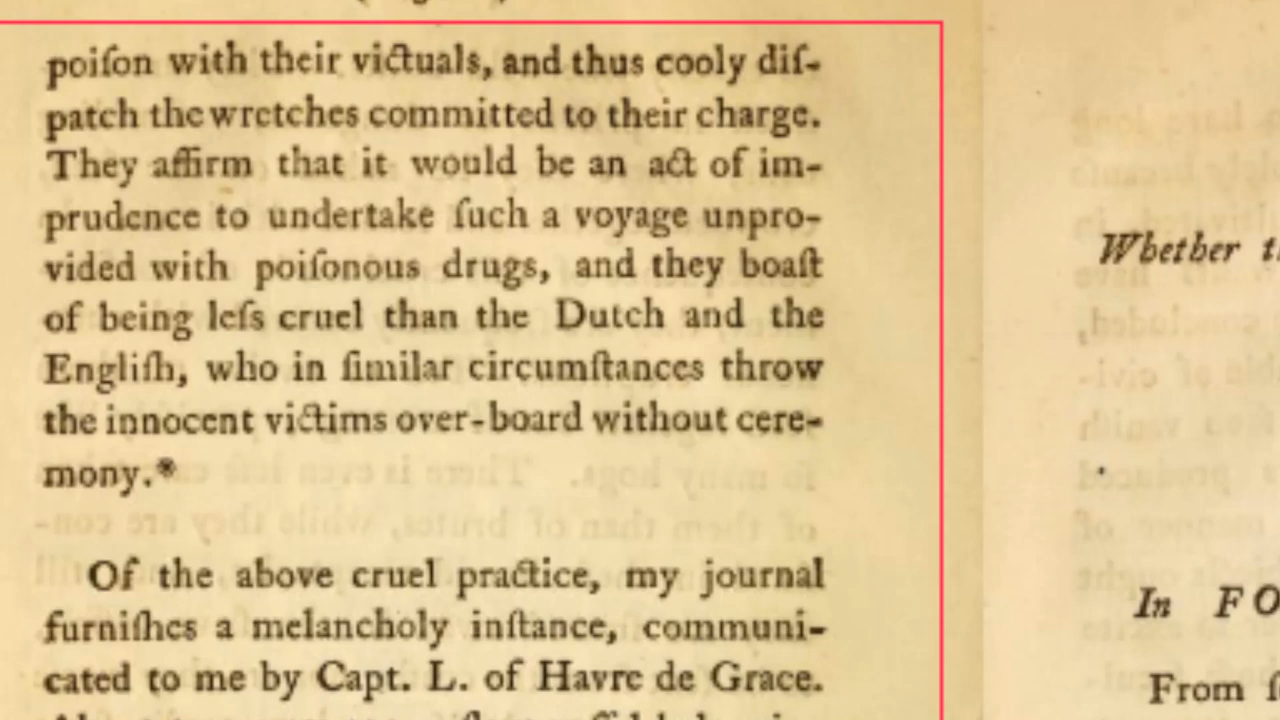 poiſon with their victuals, and thus cooly diſ-
patch the wretches committed to their charge.
They affirm that it would be an act of im-
prudence to undertake ſuch a voyage unpro-
vided with poiſonous drugs, and they boaſt
of being leſs cruel than the Dutch and the
Engliſh, who in ſimilar circumſtances throw
the innocent victims over-board without cere-
mony.*
Of the above cruel practice, my journal
furniſhes a melancholy inſtance, communi-
cated to me by Capt. L. of Havre de Grace.
Whether
In FO
From